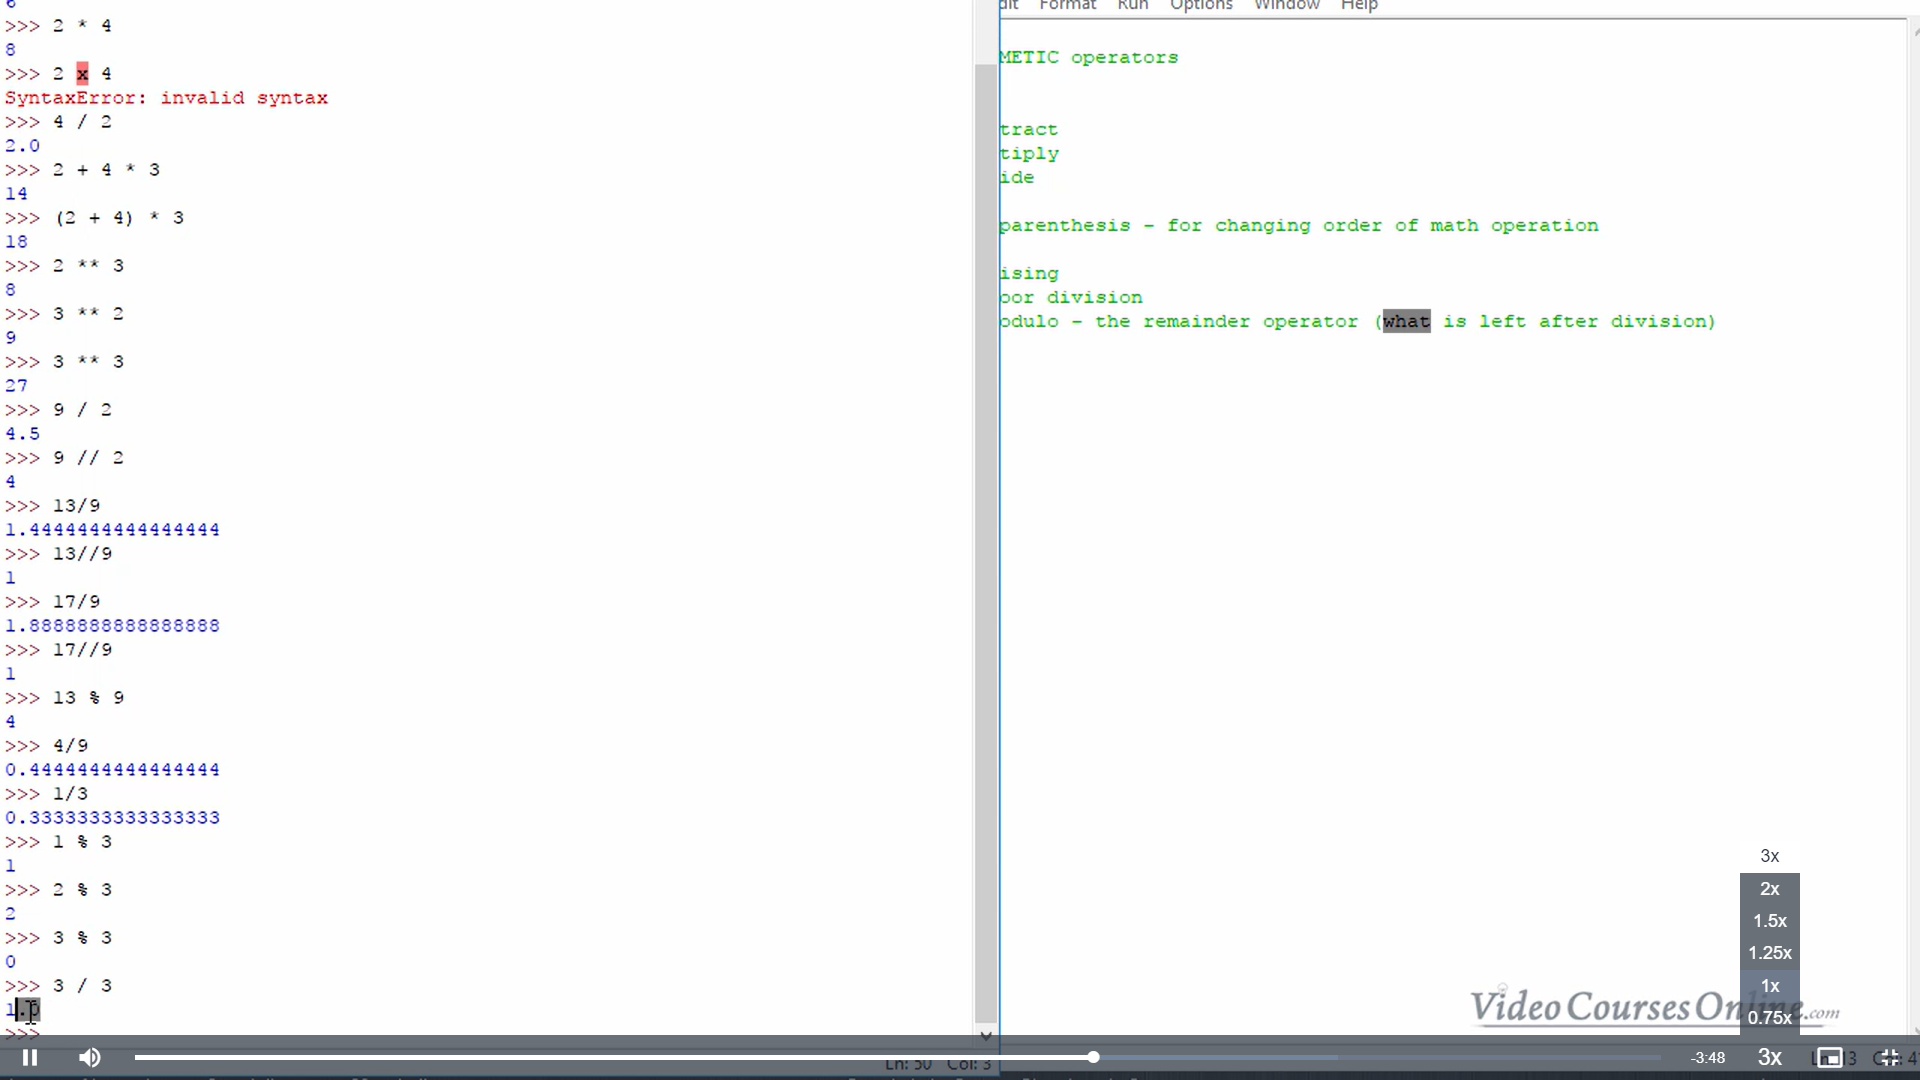 6
>>> 2 * 4
8
>>> 2 x 4
SyntaxError: invalid syntax
>>> 4 / 2
2.0
>>> 2 + 4 * 3
14
>>> (2 + 4) * 3
18
>>> 2 ** 3
8
>>> 3 ** 2
9
>>> 3 ** 3
27
>>> 9 / 2
4.5
>>> 9 // 2
4
>>> 13/9
1.4444444444444444
>>> 13//9
1
>>> 17/9
1.8888888888888888
>>> 17//9
1
>>> 13 % 9
4
>>> 4/9
0.4444444444444444
>>> 1/3
0.3333333333333333
>>> 1 % 3
1
>>> 2 % 3
2
>>> 3 % 3
0
>>> 3 / 3
1.0
>>>
Ln: 50 Col: 3
dit Format Run Options Window Help
METIC operators
tract
tiply
ide
parenthesis - for changing order of math operation
ising
oor division
odulo - the remainder operator (what is left after division)
3x
2x
1.5x
1.25x
1x
0.75x
VideoCoursesOnline.com
-3:48
3x